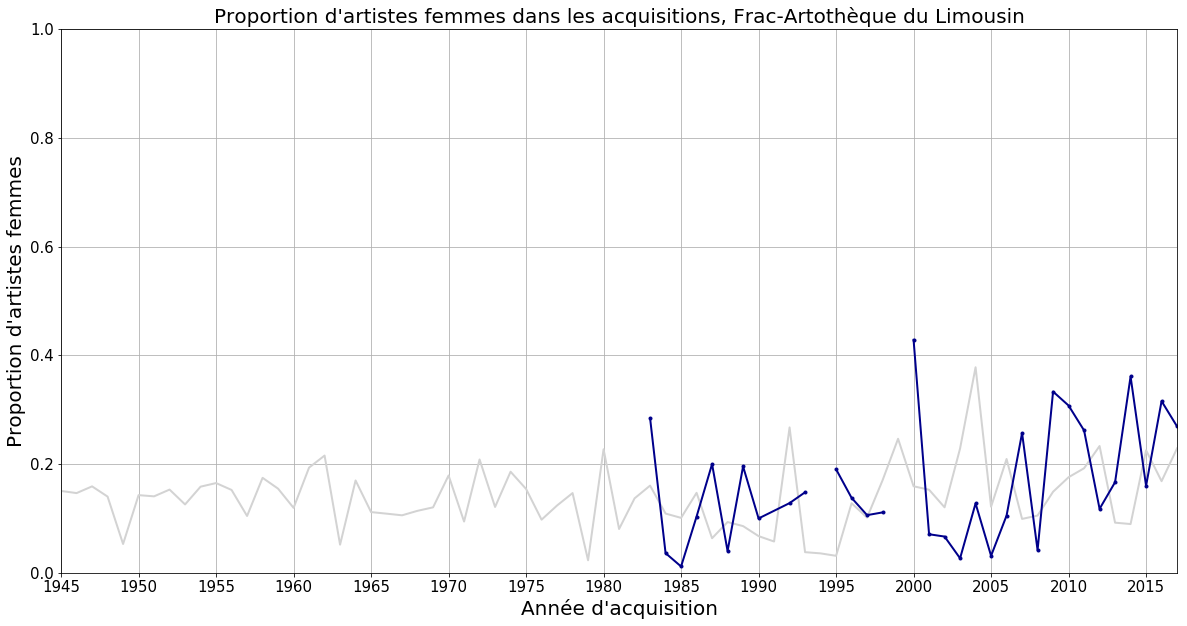 Proportion d'artistes femmes dans les acquisitions, Frac-Artothèque du Limousin
1.0
0.8
0.6
0.4
0.2
0.0
Proportion d'artistes femmes
1945 1950 1955 1960 1965 1970 1975 1980 1985 1990 1995 2000 2005 2010 2015
Année d'acquisition